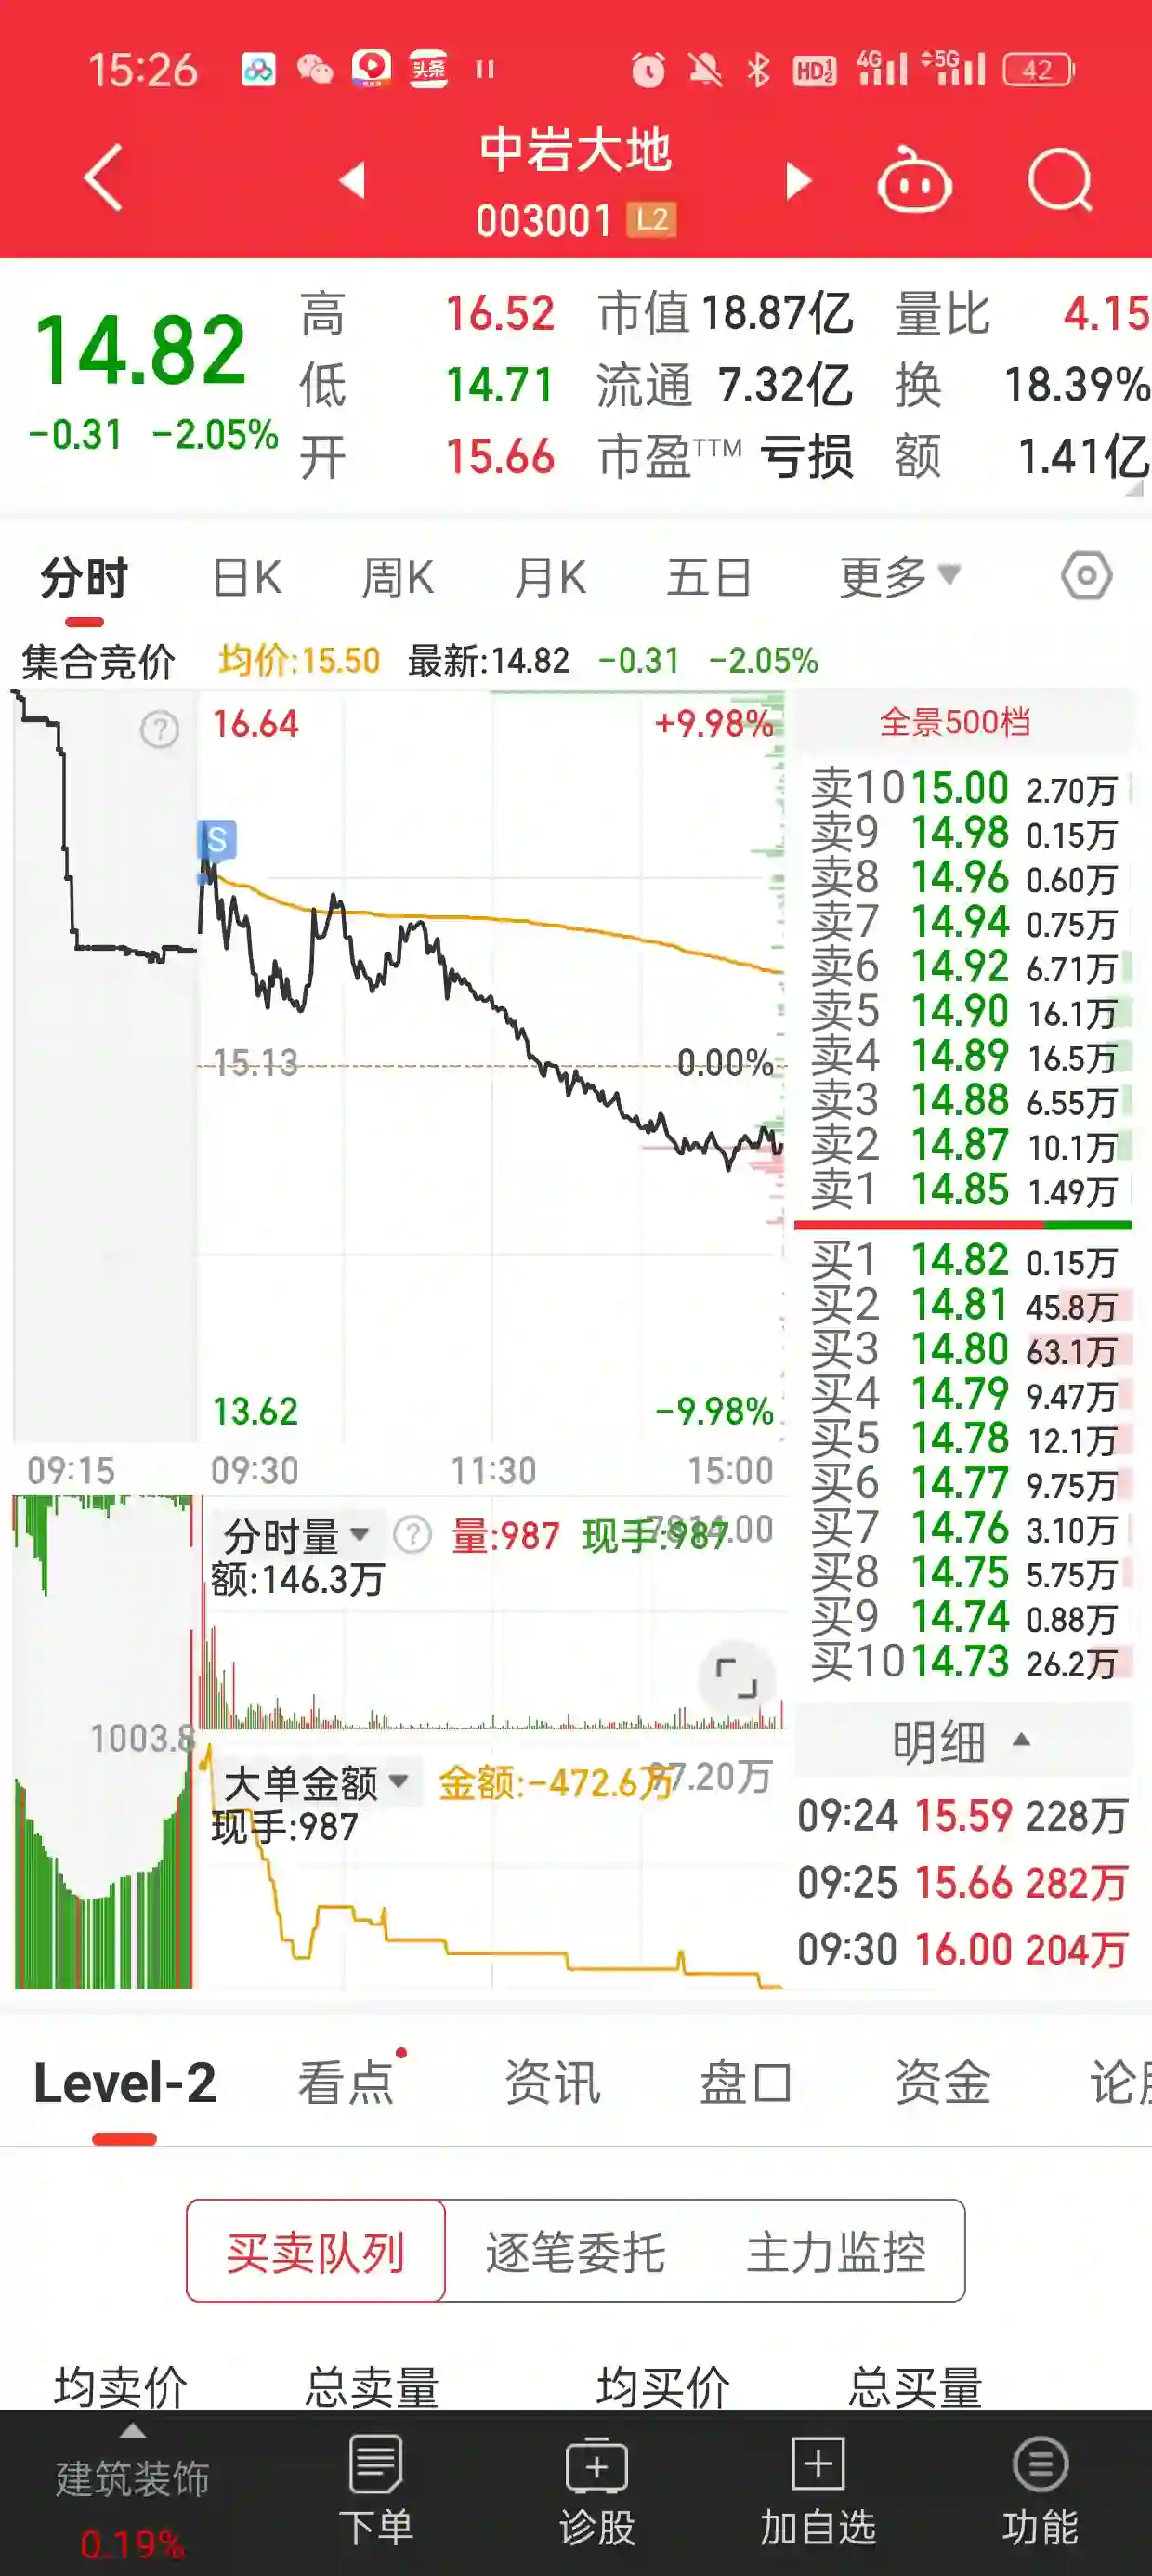 15:26 头条 HD1 2 4G 5G 42
中岩大地
003001 L2
14.82
-0.31 -2.05%
高 16.52 市值 18.87亿 量比 4.15
低 14.71 流通 7.32亿 换 18.39%
开 15.66 市盈TTM 亏损 额 1.41亿
分时 日K 周K 月K 五日 更多
集合竞价 均价:15.50 最新:14.82 -0.31 -2.05%
16.64 +9.98%
S
15.13 0.00%
13.62 -9.98%
09:15 09:30 11:30 15:00
全景500档
卖10 15.00 2.70万
卖9 14.98 0.15万
卖8 14.96 0.60万
卖7 14.94 0.75万
卖6 14.92 6.71万
卖5 14.90 16.1万
卖4 14.89 16.5万
卖3 14.88 6.55万
卖2 14.87 10.1万
卖1 14.85 1.49万
买1 14.82 0.15万
买2 14.81 45.8万
买3 14.80 63.1万
买4 14.79 9.47万
买5 14.78 12.1万
买6 14.77 9.75万
买7 14.76 3.10万
买8 14.75 5.75万
买9 14.74 0.88万
买10 14.73 26.2万
分时量 ? 量:987 现手:987
额:146.3万
1003.8
大单金额 金额:-472.6万
现手:987
明细
09:24 15.59 228万
09:25 15.66 282万
09:30 16.00 204万
Level-2 看点 资讯 盘口 资金 论
买卖队列 逐笔委托 主力监控
均卖价 总卖量 均买价 总买量
建筑装饰
0.19%
下单 诊股 加自选 功能